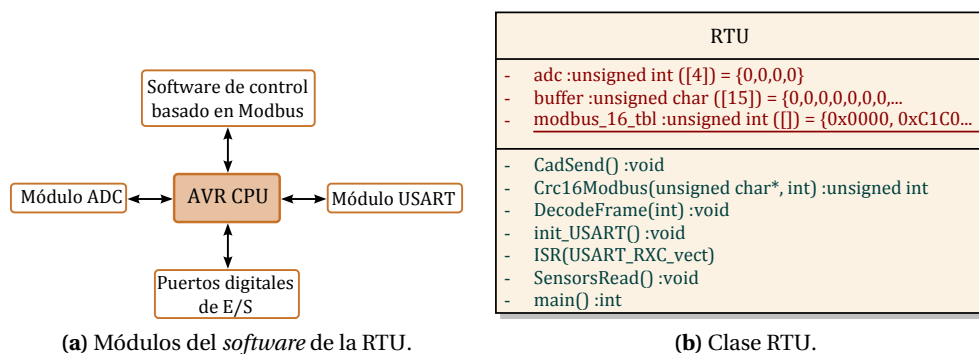 Software de control
basado en Modbus
Módulo ADC
AVR CPU
Módulo USART
Puertos digitales
de E/S
(a) Módulos del software de la RTU.
RTU
- adc :unsigned int ([4]) = {0,0,0,0}
- buffer :unsigned char ([15]) = {0,0,0,0,0,0,0,...
- modbus_16_tbl :unsigned int ([]) = {0x0000, 0xC1C0...
- CadSend() :void
- Crc16Modbus(unsigned char*, int) :unsigned int
- DecodeFrame(int) :void
- init_USART() :void
- ISR(USART_RXC_vect)
- SensorsRead() :void
- main() :int
(b) Clase RTU.